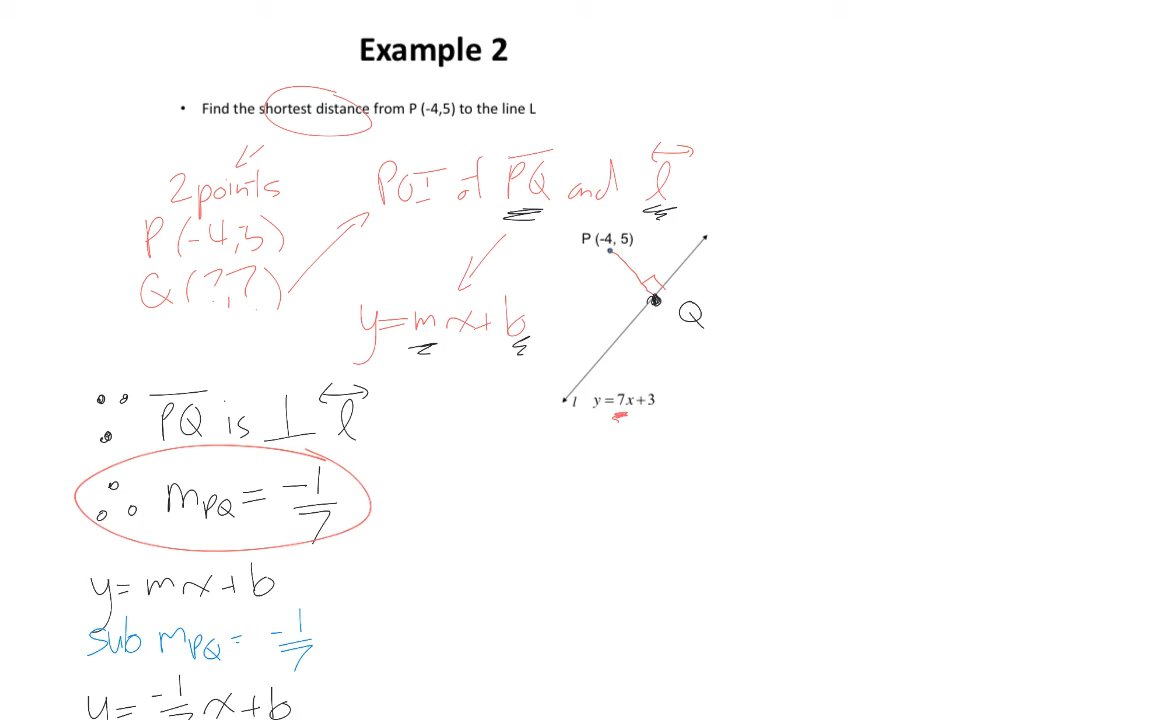 Example 2
• Find the shortest distance from P (-4,5) to the line L
2 points
P (-4,5)
Q (?,?)
POI of PQ and l
y=mx+b
P (-4, 5)
Q
l y=7x+3
∵ PQ is ⊥ l
∴ mPQ = -1/7
y=mx+b
sub mPQ = -1/7
y= -1/7 x+b